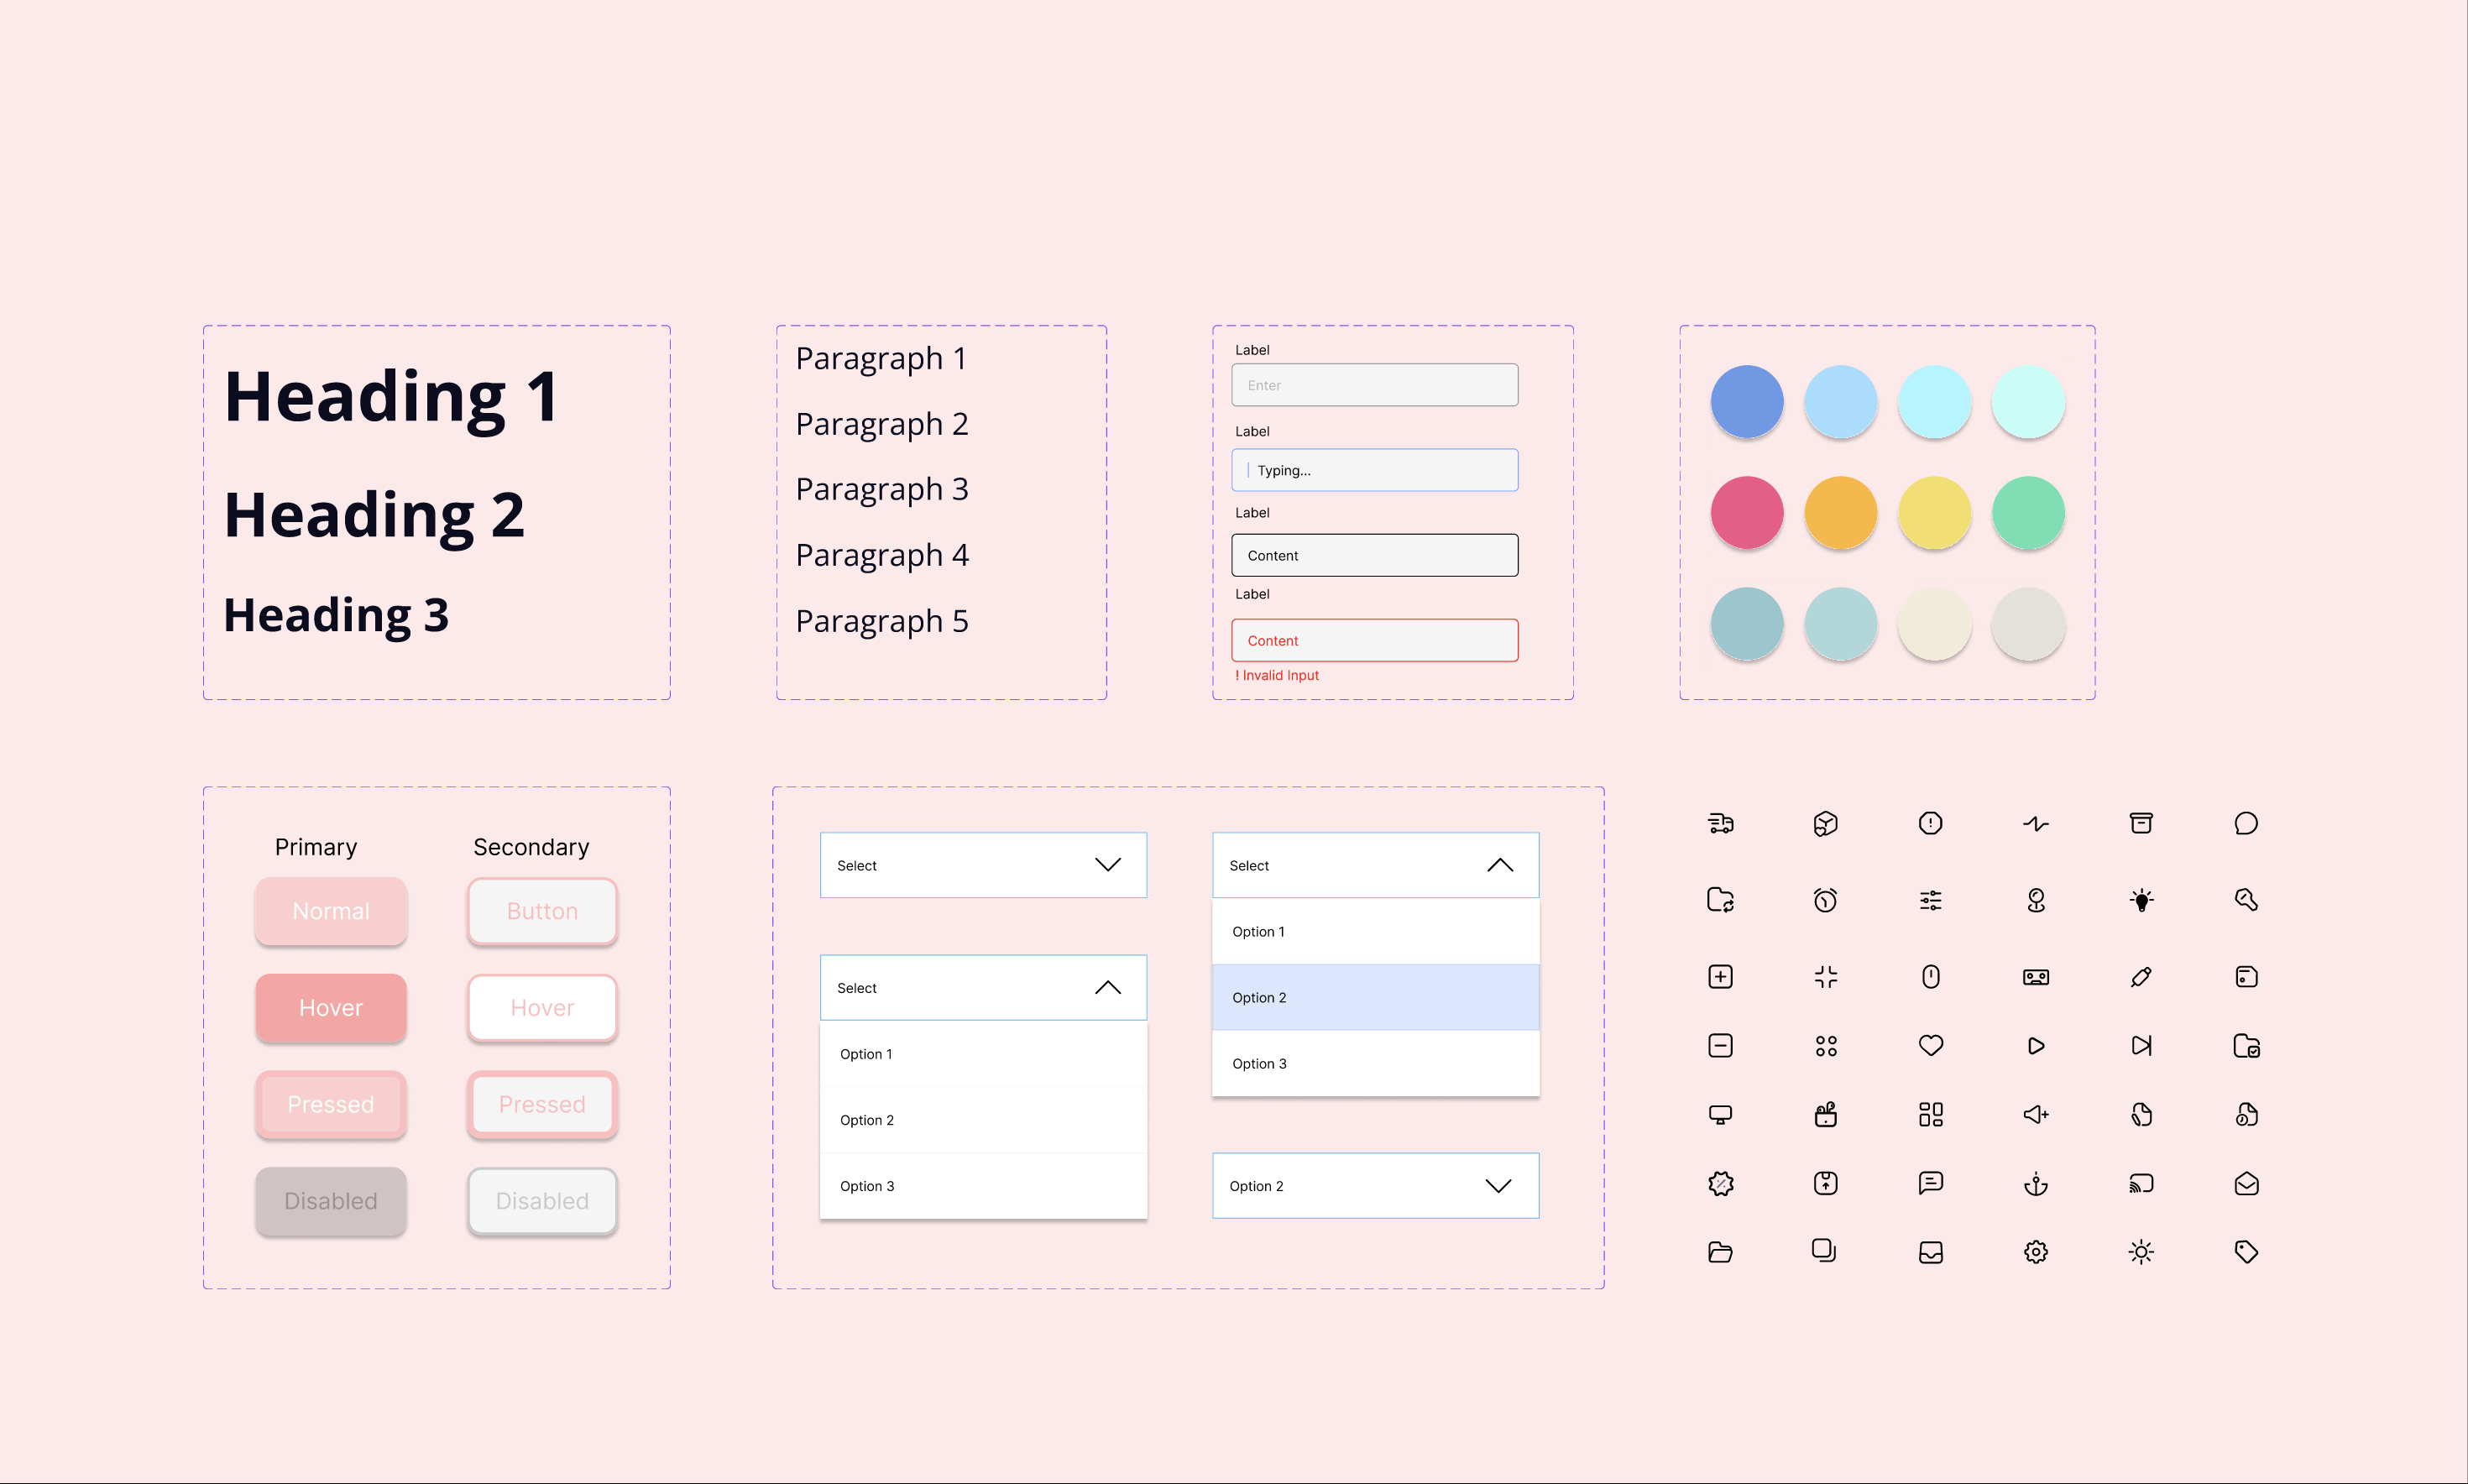 Heading 1
Heading 2
Heading 3
Paragraph 1
Paragraph 2
Paragraph 3
Paragraph 4
Paragraph 5
Label
Enter
Label
Typing...
Label
Content
Label
Content
! Invalid Input
Primary
Normal
Hover
Pressed
Disabled
Secondary
Button
Hover
Pressed
Disabled
Select
Select
Option 1
Option 2
Option 3
Select
Option 1
Option 2
Option 3
Option 2